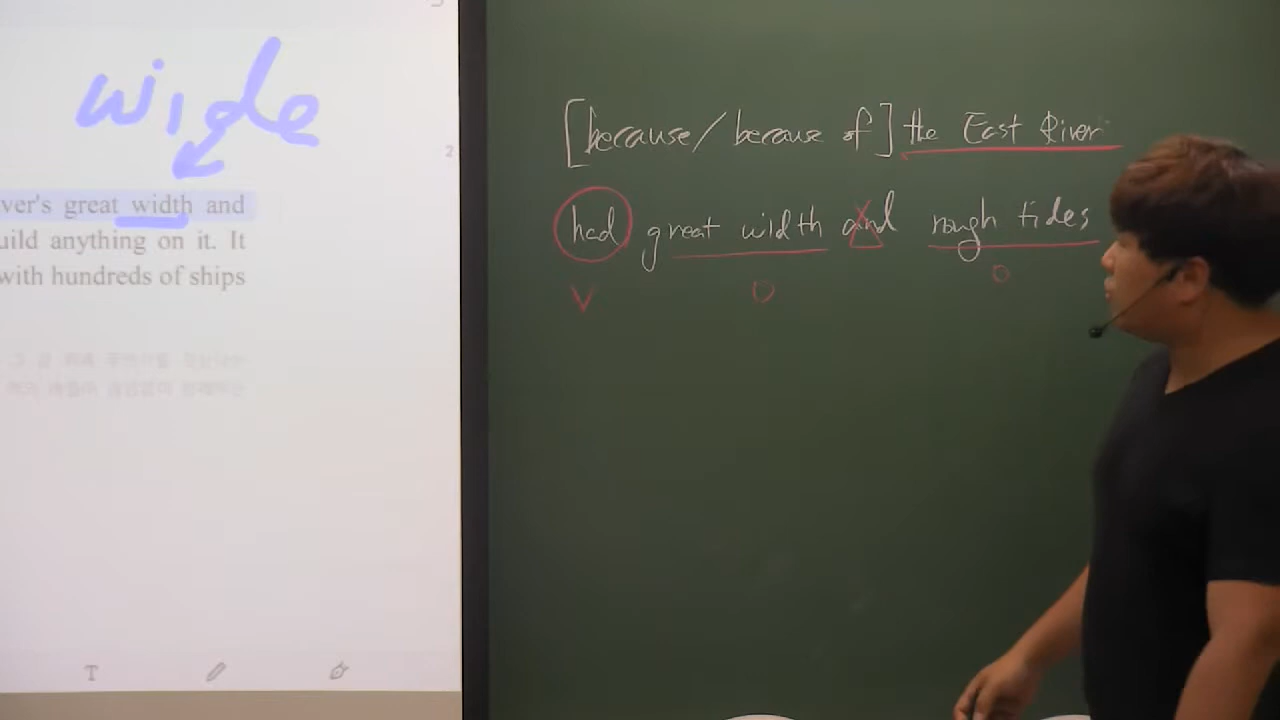 wide
ver's great width and
uild anything on it. It
with hundreds of ships
T
[because/ because of] the East River
had great width and rough tides
V O O